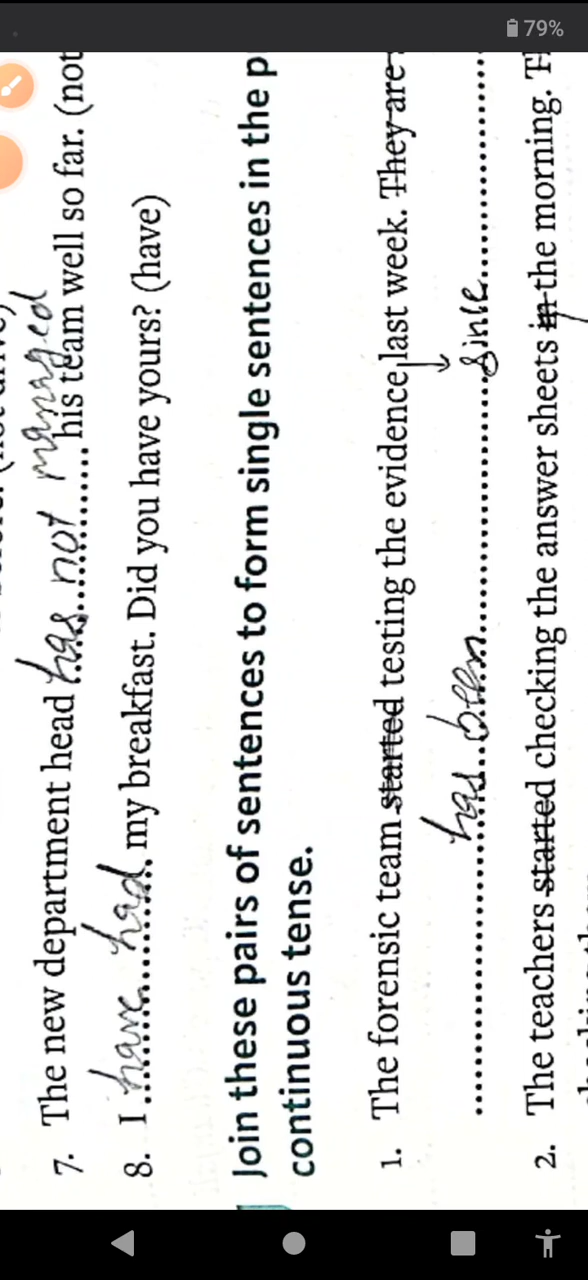 79%
7. The new department head has not managed his team well so far. (not
8. I have had my breakfast. Did you have yours? (have)
Join these pairs of sentences to form single sentences in the p
continuous tense.
1. The forensic team started testing the evidence last week. They are
has been since
2. The teachers started checking the answer sheets in the morning. T